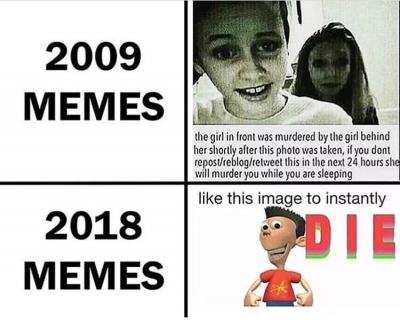 2009
MEMES
the girl in front was murdered by the girl behind
her shortly after this photo was taken, if you dont
repost/reblog/retweet this in the next 24 hours she
will murder you while you are sleeping
2018
MEMES
like this image to instantly
DIE